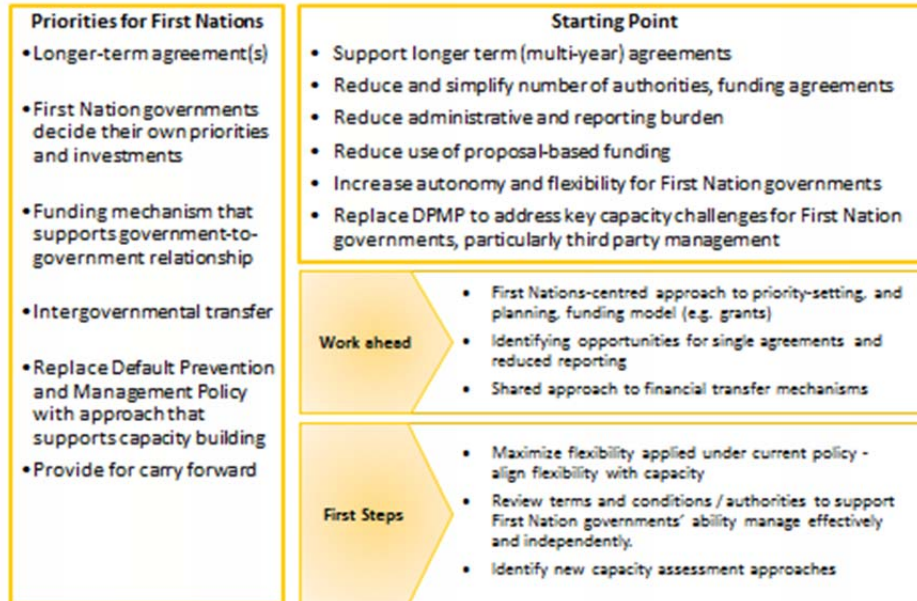 Priorities for First Nations
•Longer-term agreement(s)
•First Nation governments
decide their own priorities
and investments
•Funding mechanism that
supports government-to-
government relationship
•Intergovernmental transfer
•Replace Default Prevention
and Management Policy
with approach that
supports capacity building
•Provide for carry forward
Starting Point
• Support longer term (multi-year) agreements
• Reduce and simplify number of authorities, funding agreements
• Reduce administrative and reporting burden
• Reduce use of proposal-based funding
• Increase autonomy and flexibility for First Nation governments
• Replace DPMP to address key capacity challenges for First Nation
governments, particularly third party management
Work ahead
• First Nations-centred approach to priority-setting, and
planning, funding model (e.g. grants)
• Identifying opportunities for single agreements and
reduced reporting
• Shared approach to financial transfer mechanisms
First Steps
• Maximize flexibility applied under current policy -
align flexibility with capacity
• Review terms and conditions / authorities to support
First Nation governments' ability manage effectively
and independently.
• Identify new capacity assessment approaches